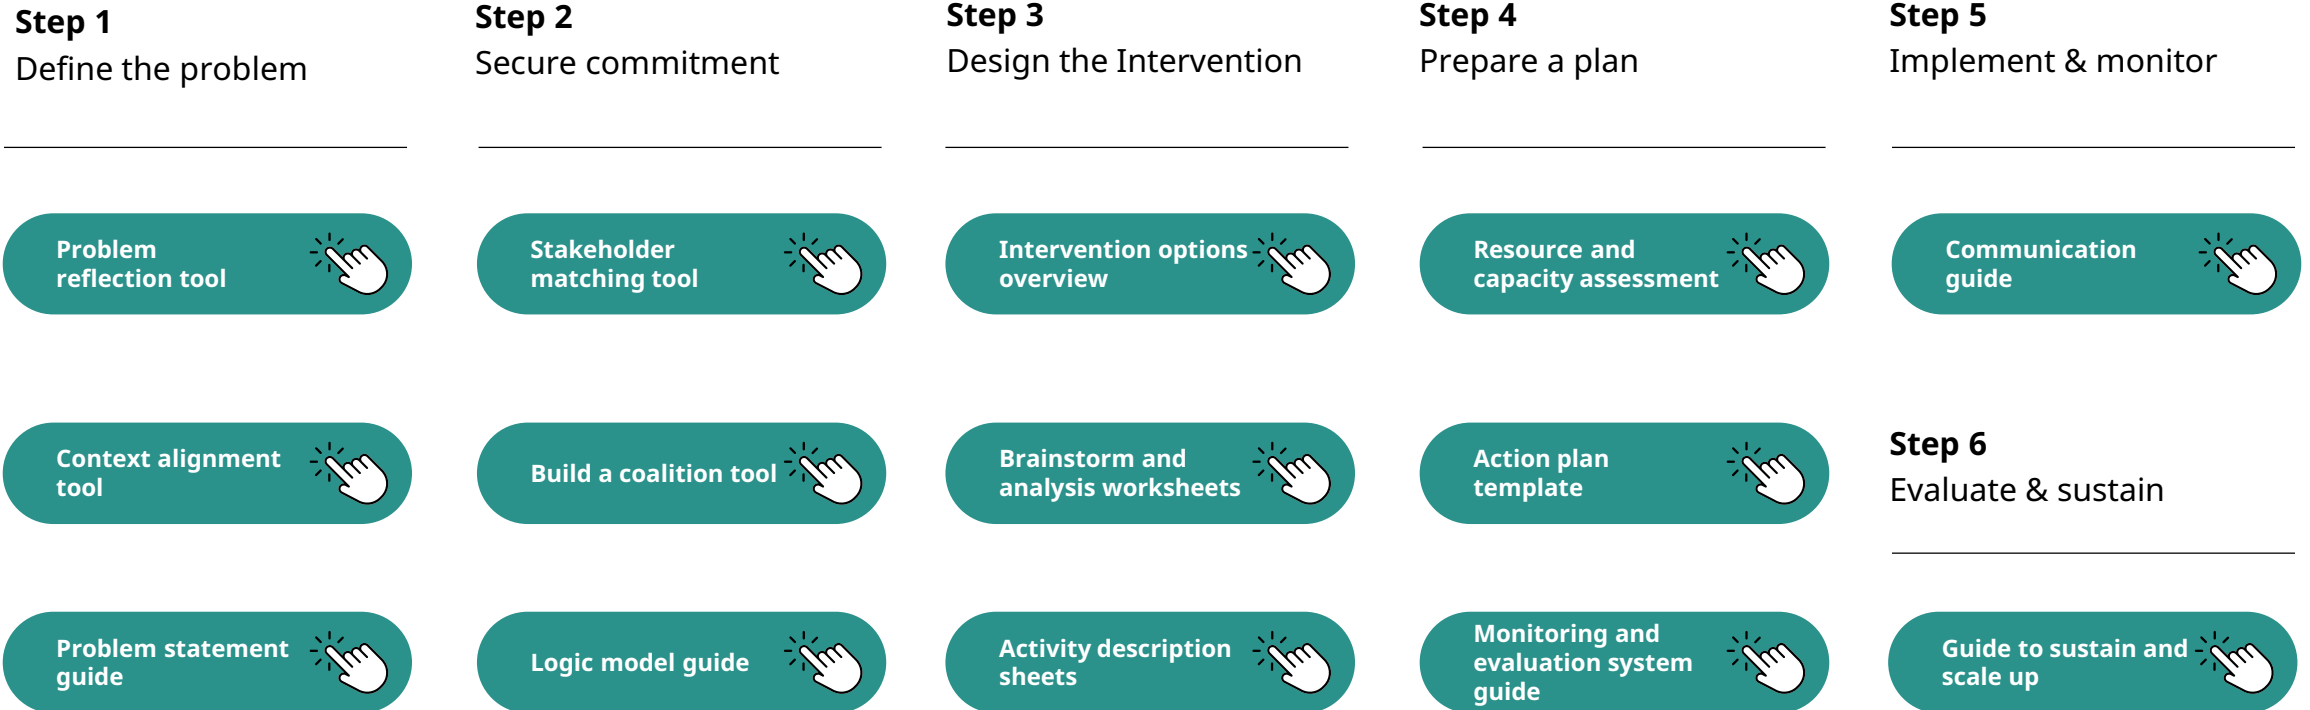 Step 1
Define the problem
Problem
reflection tool
Context alignment
tool
Problem statement
guide
Step 2
Secure commitment
Stakeholder
matching tool
Build a coalition tool
Logic model guide
Step 3
Design the Intervention
Intervention options
overview
Brainstorm and
analysis worksheets
Activity description
sheets
Step 4
Prepare a plan
Resource and
capacity assessment
Action plan
template
Monitoring and
evaluation system
guide
Step 5
Implement & monitor
Communication
guide
Step 6
Evaluate & sustain
Guide to sustain and
scale up